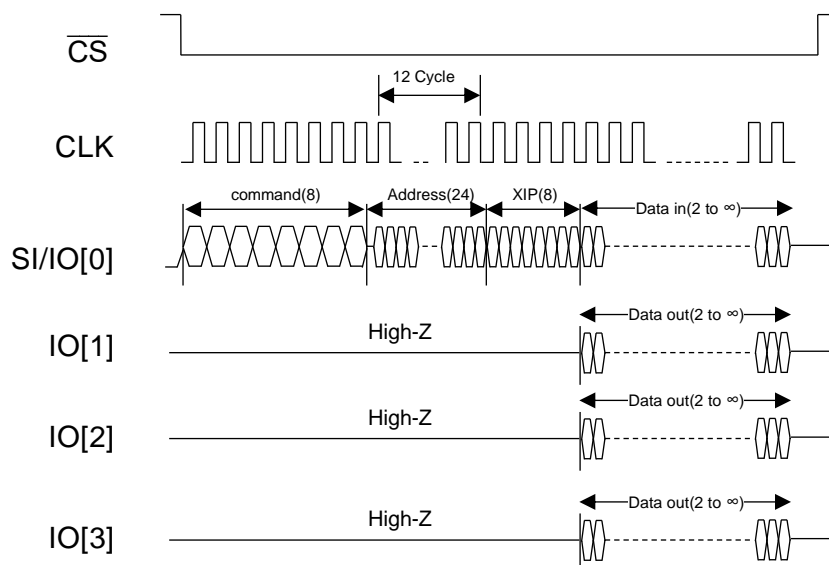 CS
12 Cycle
CLK
command(8) Address(24) XIP(8) Data in(2 to ∞)
SI/IO[0]
Data out(2 to ∞)
IO[1] High-Z
Data out(2 to ∞)
IO[2] High-Z
Data out(2 to ∞)
IO[3] High-Z